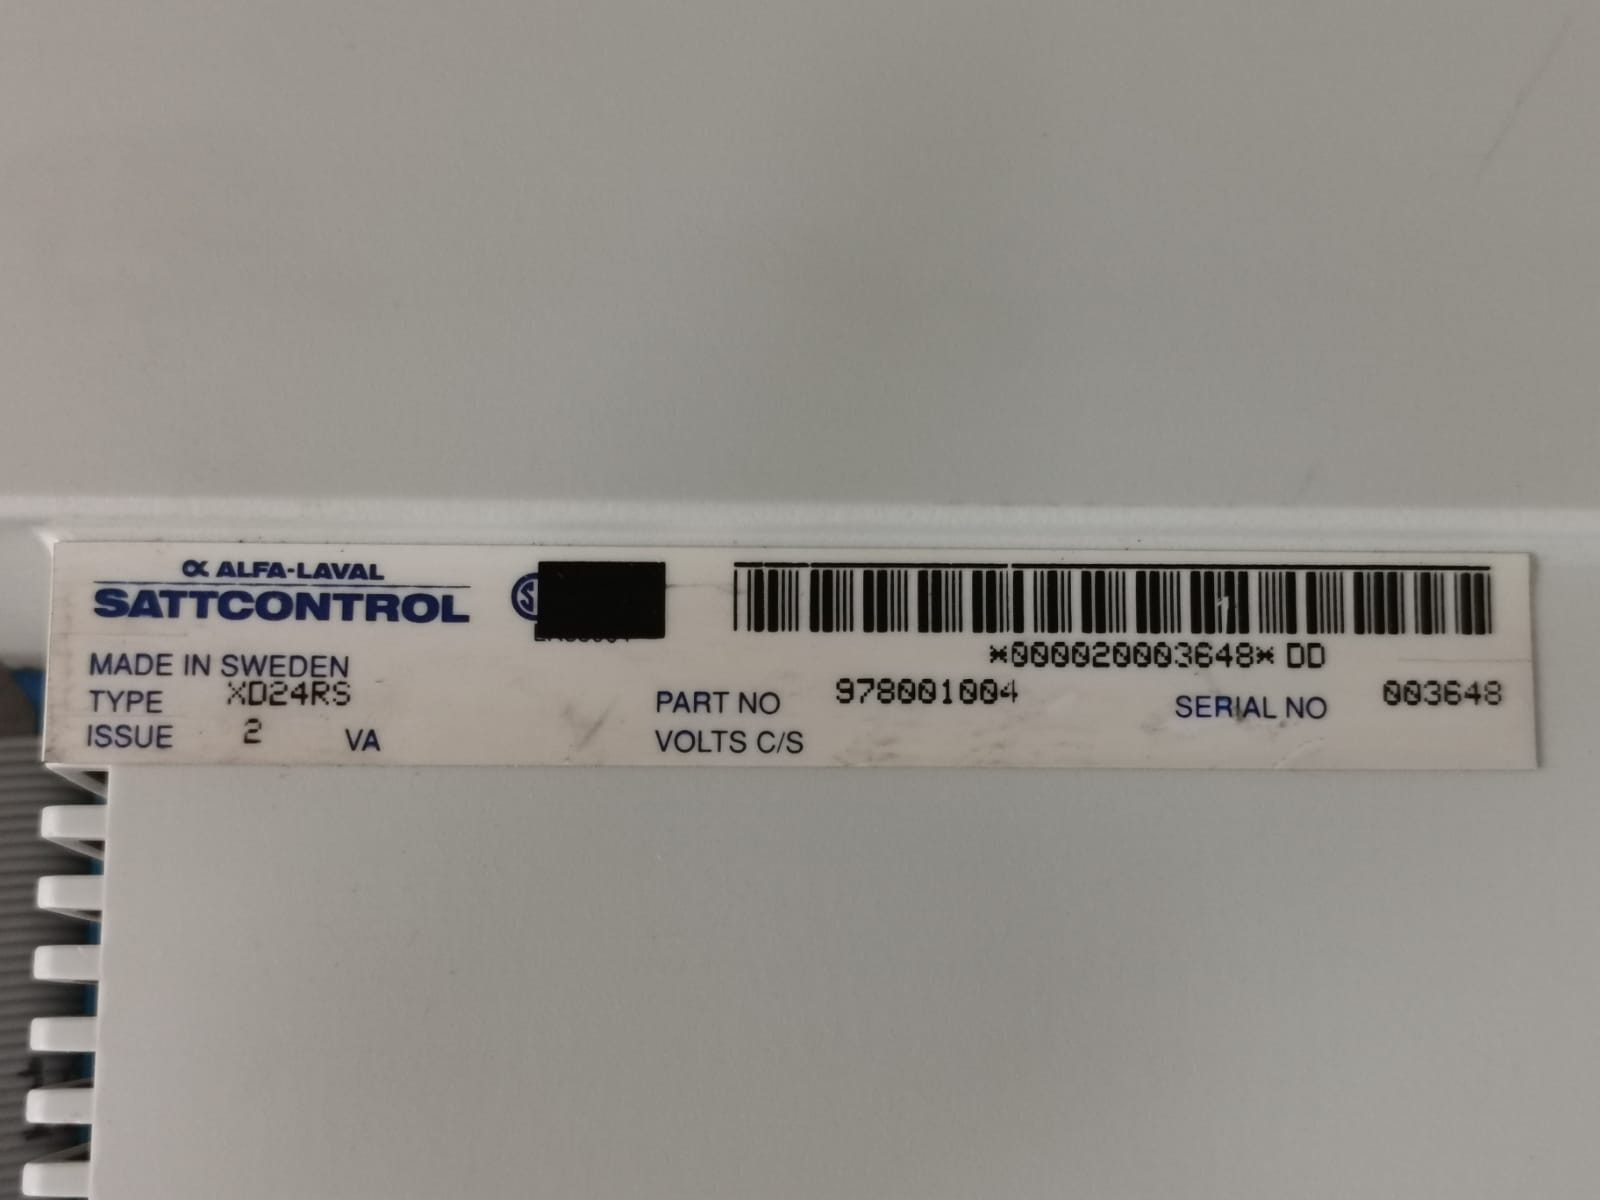 α ALFA-LAVAL
SATTCONTROL
MADE IN SWEDEN
*000020003648* DD
TYPE XD24RS PART NO 978001004 SERIAL NO 003648
ISSUE 2 VA VOLTS C/S